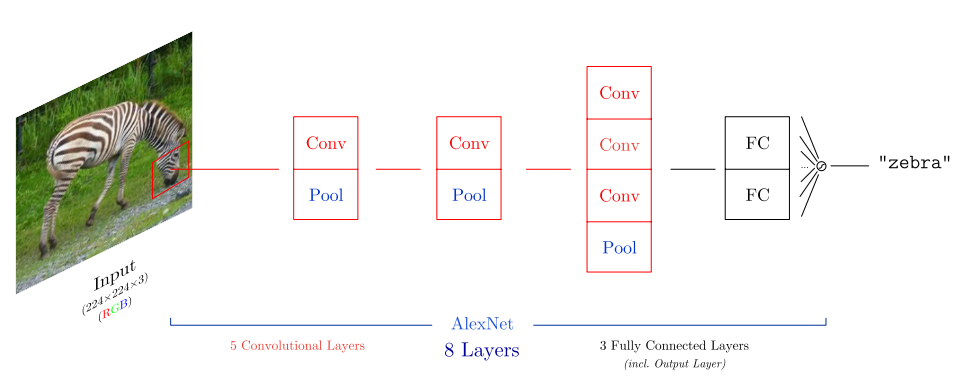 Input
(224×224×3)
(RGB)
Conv
Pool
Conv
Pool
Conv
Conv
Conv
Pool
FC
FC
...
"zebra"
AlexNet
8 Layers
5 Convolutional Layers
3 Fully Connected Layers
(incl. Output Layer)